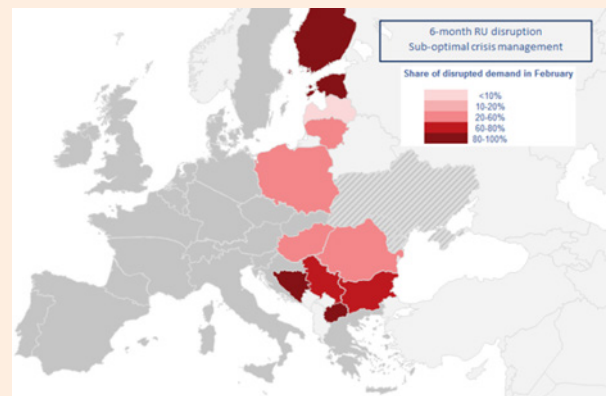 6-month RU disruption
Sub-optimal crisis management
Share of disrupted demand in February
<10%
10-20%
20-60%
60-80%
80-100%